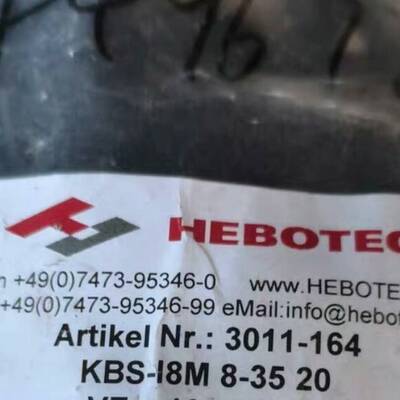 HEBOTEC
+49(0)7473-95346-0 www.HEBOTE
+49(0)7473-95346-99 eMail:info@hebo
Artikel Nr.: 3011-164
KBS-I8M 8-35 20